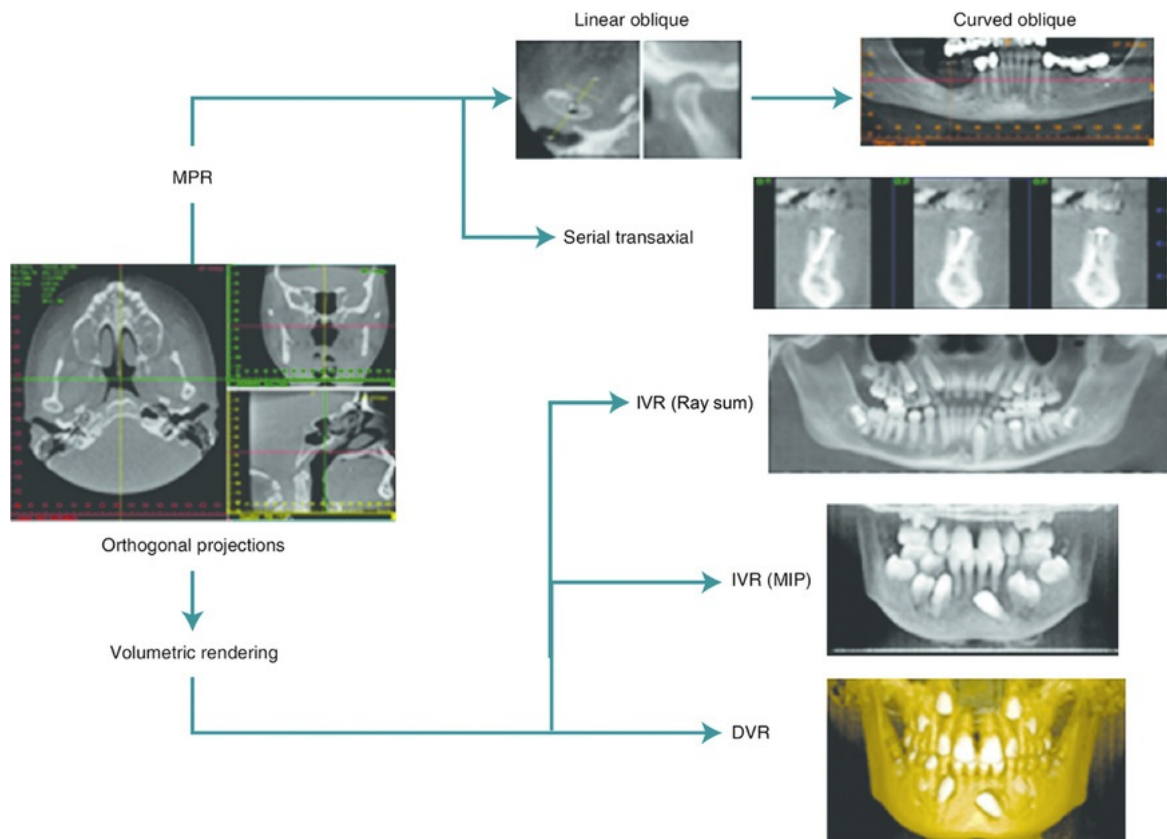 Linear oblique
Curved oblique
MPR
Serial transaxial
IVR (Ray sum)
Orthogonal projections
IVR (MIP)
Volumetric rendering
DVR